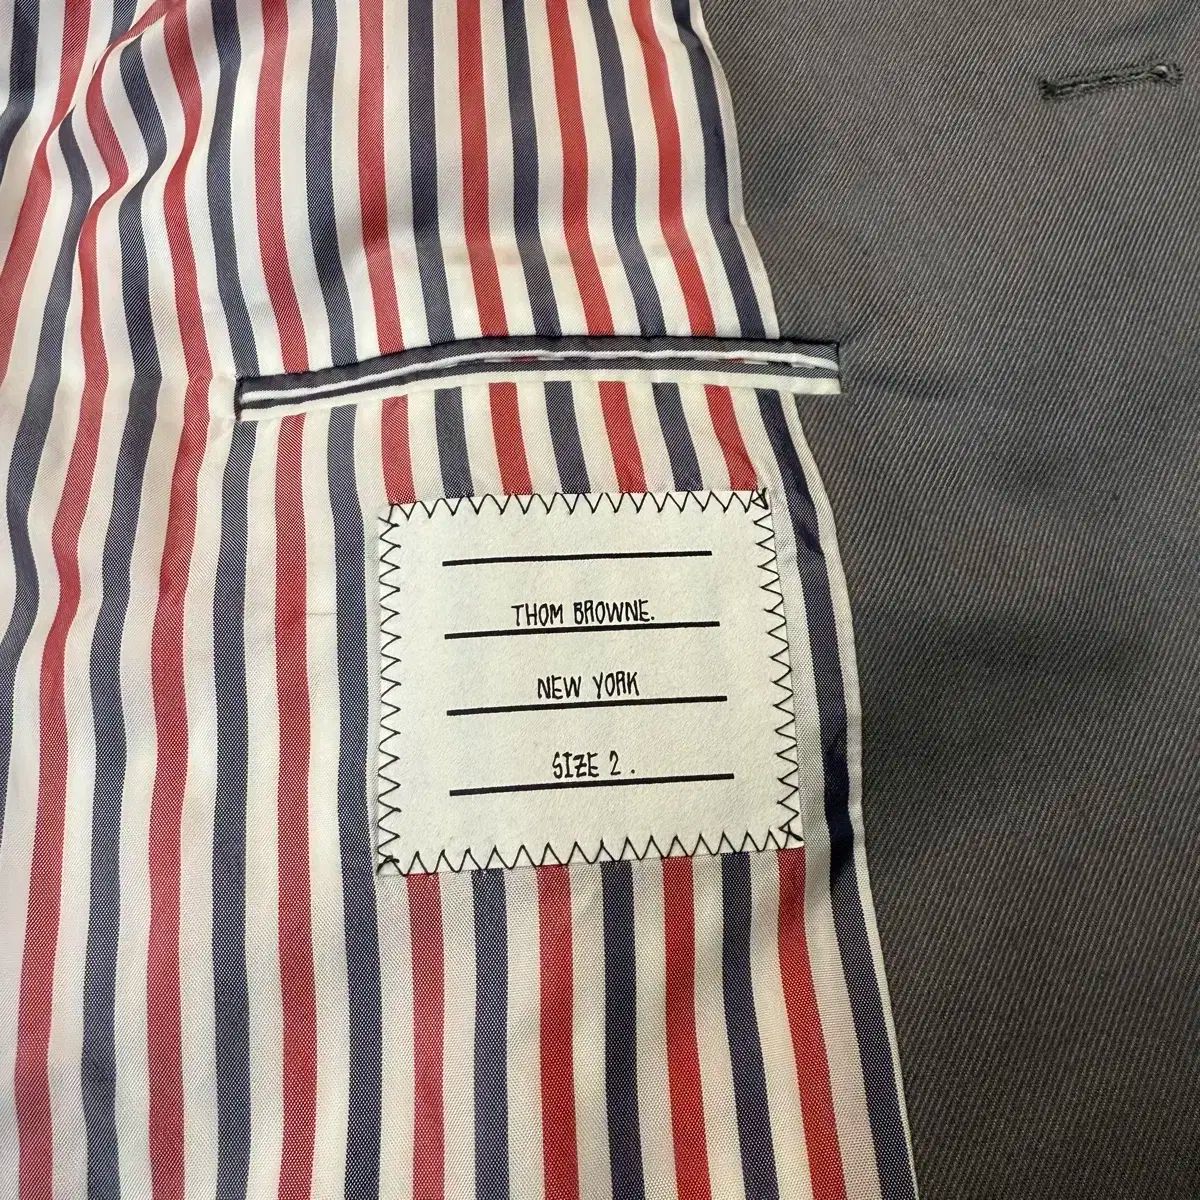 THOM BROWNE.
NEW YORK
SIZE 2.